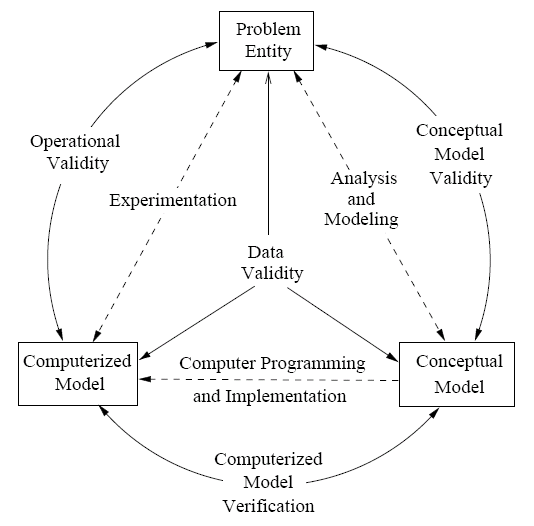 Problem
Entity
Operational
Validity
Conceptual
Model
Validity
Experimentation
Analysis
and
Modeling
Data
Validity
Computerized
Model
Computer Programming
and Implementation
Conceptual
Model
Computerized
Model
Verification